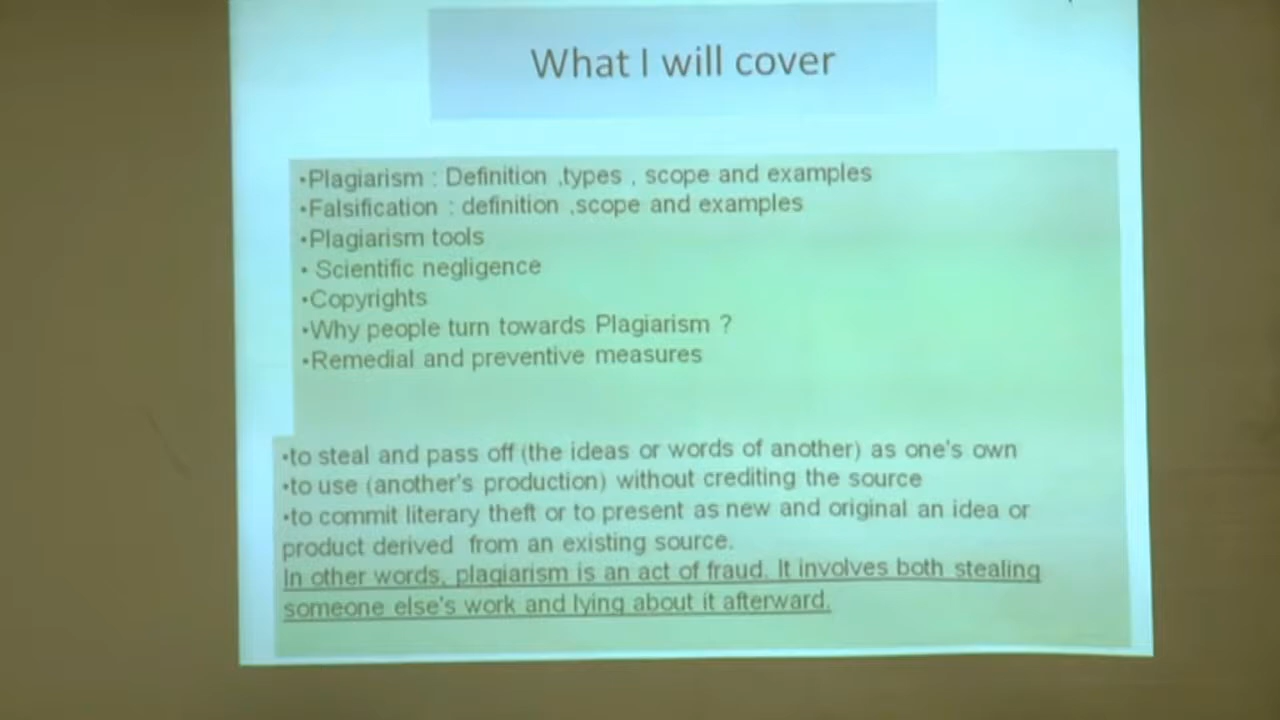 What I will cover
•Plagiarism : Definition ,types , scope and examples
•Falsification : definition ,scope and examples
•Plagiarism tools
• Scientific negligence
•Copyrights
•Why people turn towards Plagiarism ?
•Remedial and preventive measures
•to steal and pass off (the ideas or words of another) as one's own
•to use (another's production) without crediting the source
•to commit literary theft or to present as new and original an idea or
product derived  from an existing source.
In other words, plagiarism is an act of fraud. It involves both stealing
someone else's work and lying about it afterward.